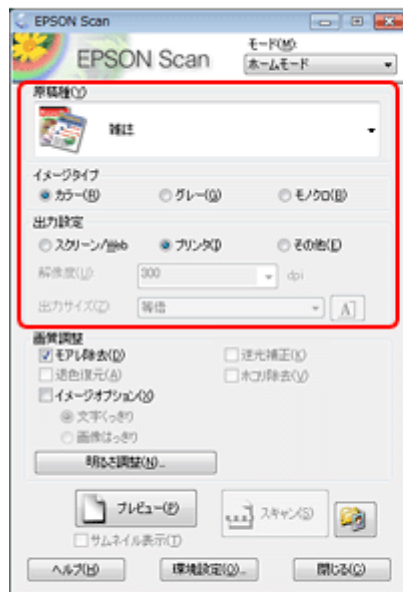 EPSON Scan
EPSON Scan
モード(M):
ホームモード
原稿種(Y)
雑誌
イメージタイプ
カラー(R)
グレー(G)
モノクロ(B)
出力設定
スクリーン/Web
プリンタ(I)
その他(E)
解像度(U):
300
dpi
出力サイズ(Z):
等倍
画質調整
モアレ除去(D)
逆光補正(K)
退色復元(A)
ホコリ除去(V)
イメージオプション(X)
文字くっきり
画像はっきり
明るさ調整(N)...
プレビュー(P)
スキャン(S)
サムネイル表示(T)
ヘルプ(H)
環境設定(O)...
閉じる(C)